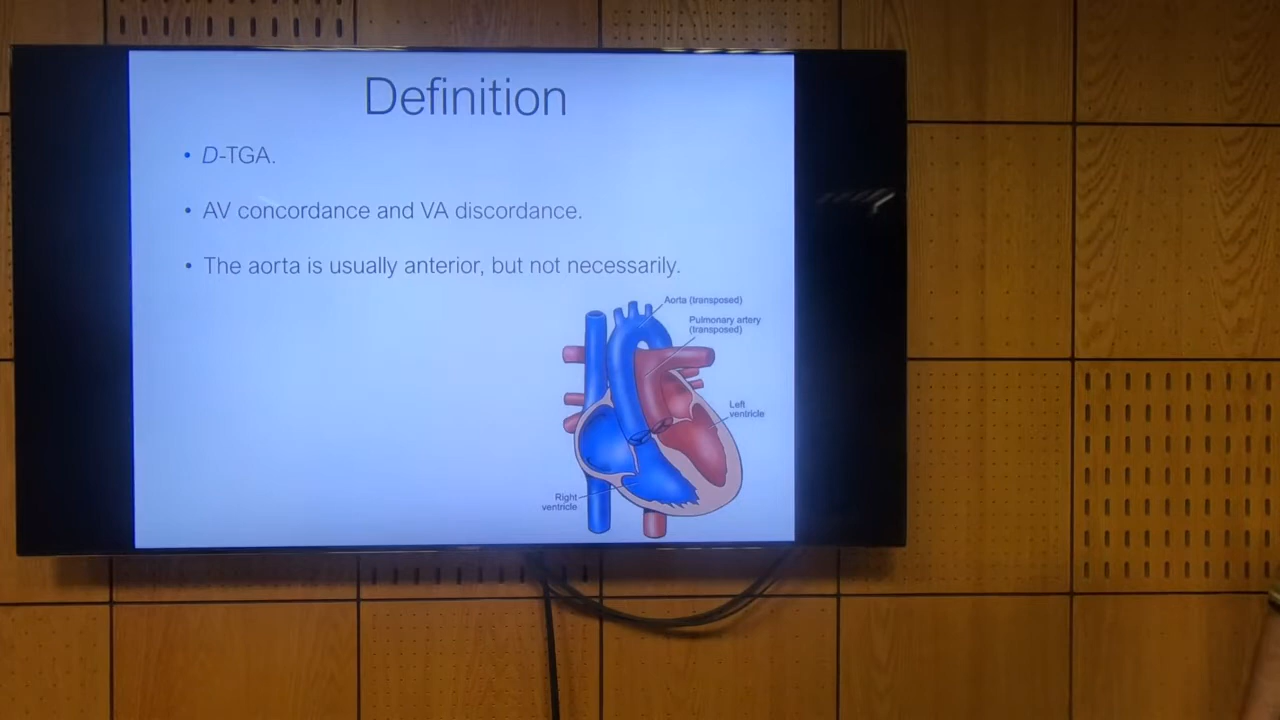 Definition
• D-TGA.
• AV concordance and VA discordance.
• The aorta is usually anterior, but not necessarily.
Aorta (transposed)
Pulmonary artery
(transposed)
Left
ventricle
Right
ventricle